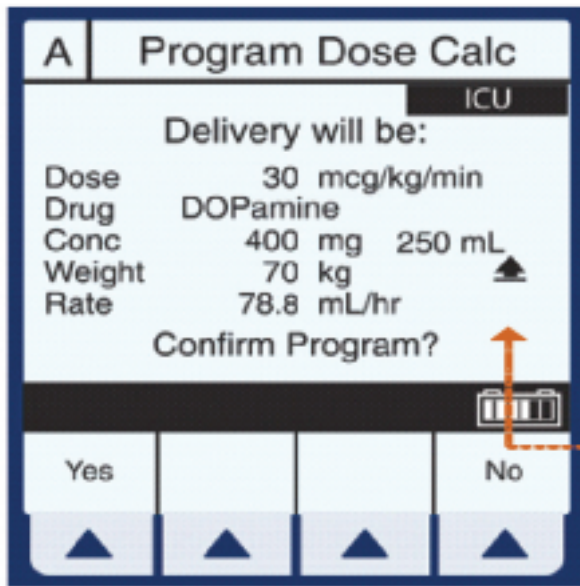 A Program Dose Calc
ICU
Delivery will be:
Dose 30 mcg/kg/min
Drug DOPamine
Conc 400 mg 250 mL
Weight 70 kg
Rate 78.8 mL/hr
Confirm Program?
Yes No